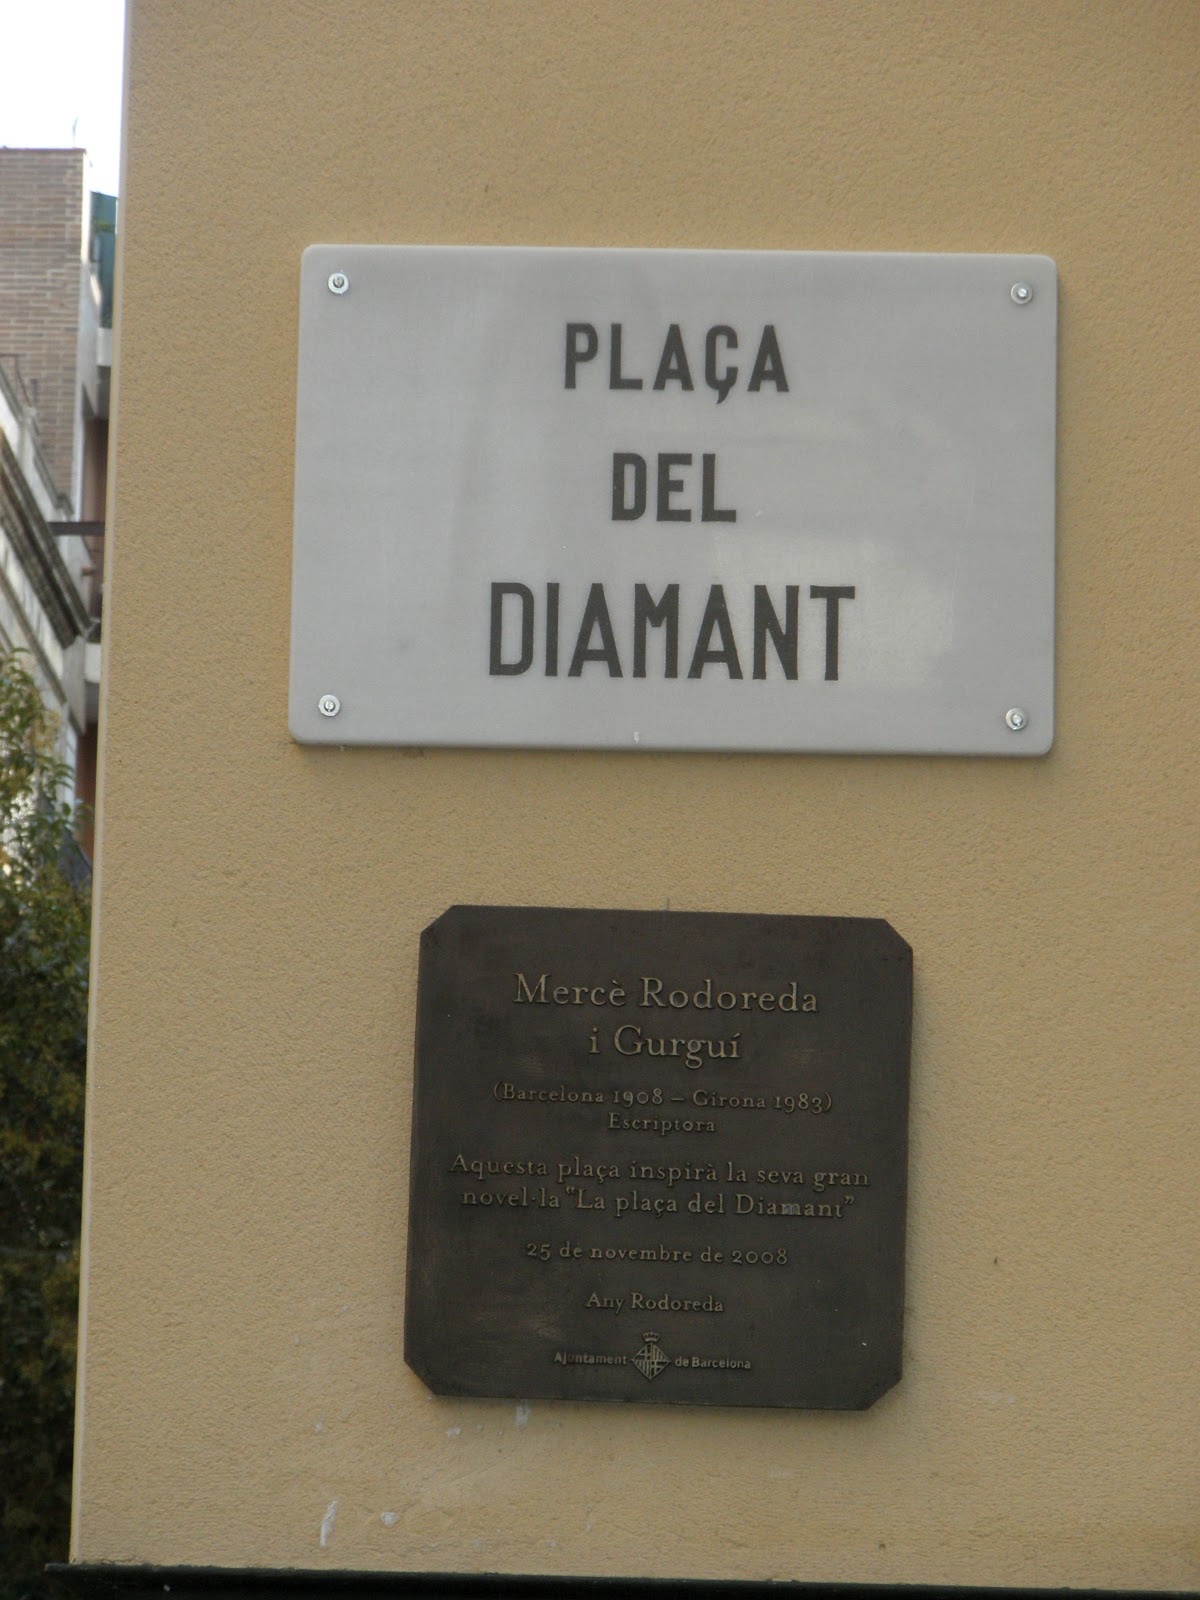 PLAÇA
DEL
DIAMANT
Mercè Rodoreda
i Gurguí
(Barcelona 1908 – Girona 1983)
Escriptora
Aquesta plaça inspirà la seva gran
novel·la "La plaça del Diamant"
25 de novembre de 2008
Any Rodoreda
Ajuntament de Barcelona